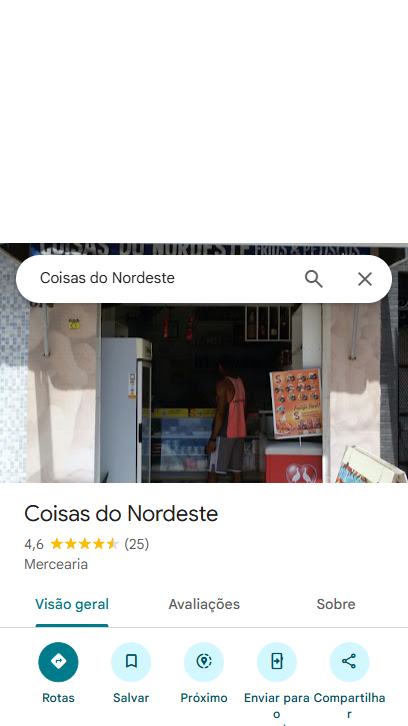 COISAS DO NORDESTE FRIOS & PETISCOS
Coisas do Nordeste
Coisas do Nordeste
4,6 (25)
Mercearia
Visão geral Avaliações Sobre
Rotas Salvar Próximo Enviar para o Compartilhar